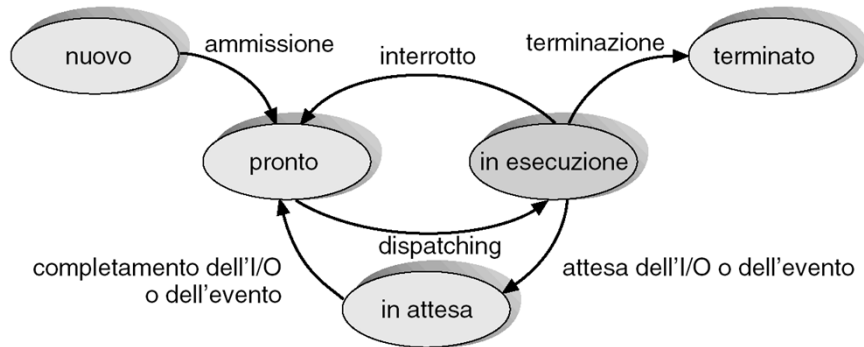 nuovo
ammissione
interrotto
terminazione
terminato
pronto
in esecuzione
dispatching
completamento dell'I/O
o dell'evento
attesa dell'I/O o dell'evento
in attesa